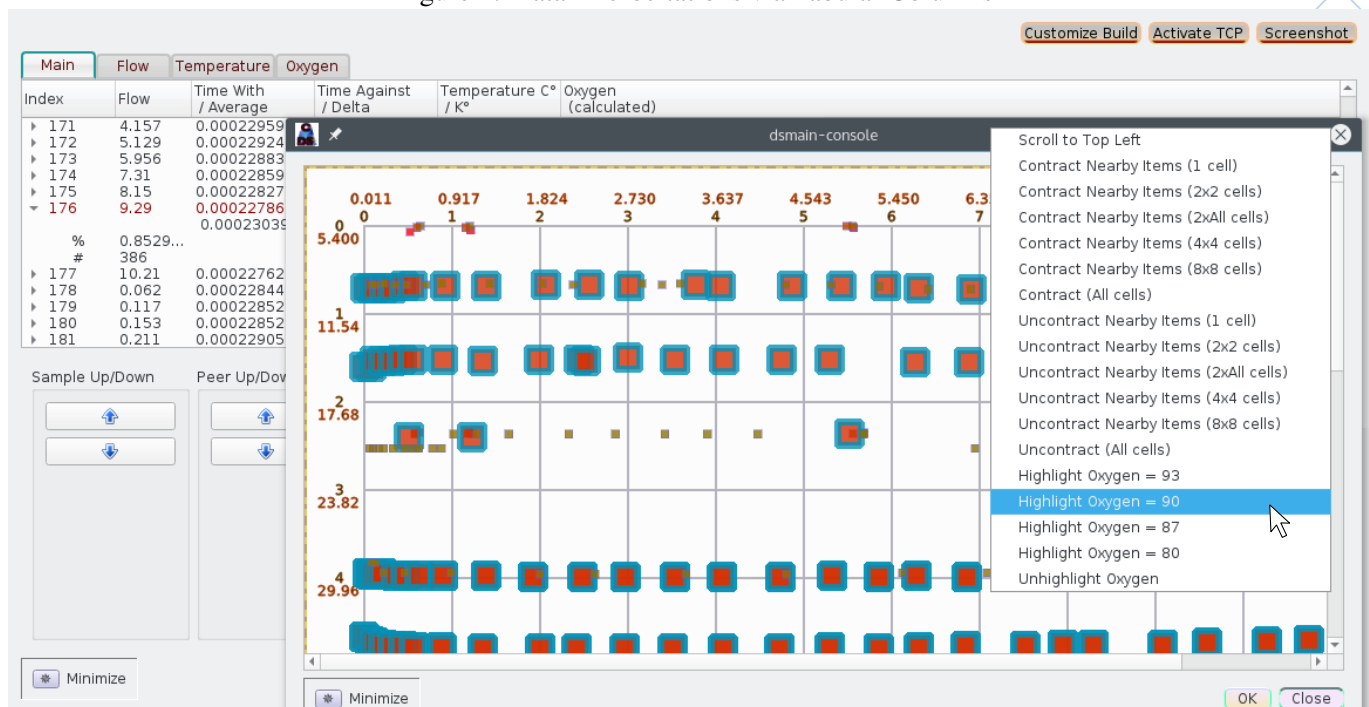 Customize Build Activate TCP Screenshot
Main Flow Temperature Oxygen
Index Flow Time With / Average Time Against / Delta Temperature C° / K° Oxygen (calculated)
171 4.157 0.00022959
172 5.129 0.00022924
173 5.956 0.00022883
174 7.31 0.00022859
175 8.15 0.00022827
176 9.29 0.00022786
0.00023039
% 0.8529...
# 386
177 10.21 0.00022762
178 0.062 0.00022844
179 0.117 0.00022852
180 0.153 0.00022852
181 0.211 0.00022905
Sample Up/Down Peer Up/Dow
Minimize
dsmain-console
0.011 0.917 1.824 2.730 3.637 4.543 5.450 6.3
0 1 2 3 4 5 6 7
0
5.400
1
11.54
2
17.68
3
23.82
4
29.96
Scroll to Top Left
Contract Nearby Items (1 cell)
Contract Nearby Items (2x2 cells)
Contract Nearby Items (2xAll cells)
Contract Nearby Items (4x4 cells)
Contract Nearby Items (8x8 cells)
Contract (All cells)
Uncontract Nearby Items (1 cell)
Uncontract Nearby Items (2x2 cells)
Uncontract Nearby Items (2xAll cells)
Uncontract Nearby Items (4x4 cells)
Uncontract Nearby Items (8x8 cells)
Uncontract (All cells)
Highlight Oxygen = 93
Highlight Oxygen = 90
Highlight Oxygen = 87
Highlight Oxygen = 80
Unhighlight Oxygen
Minimize
OK Close